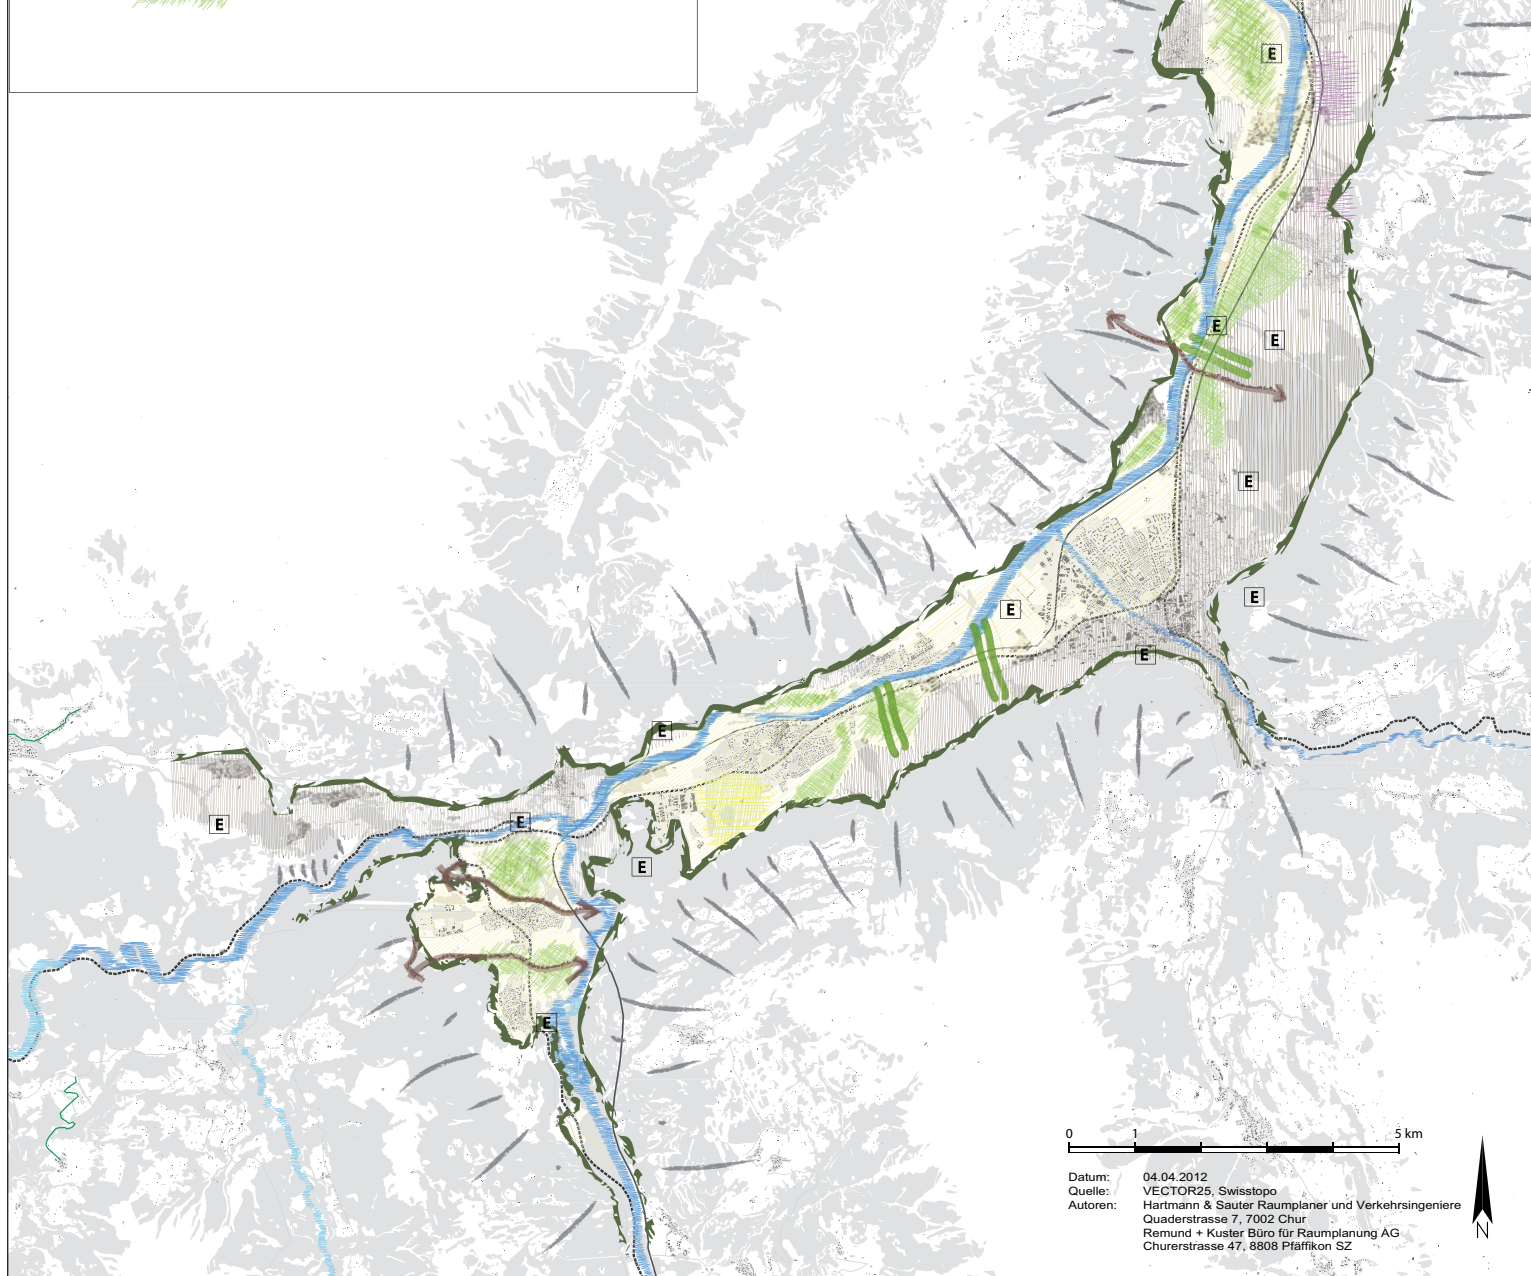 E
E
E
E
E
E
E
E
E
E
E
E
E
0 1 5 km
Datum: 04.04.2012
Quelle: VECTOR25, Swisstopo
Autoren: Hartmann & Sauter Raumplaner und Verkehrsingeniere
Quaderstrasse 7, 7002 Chur
Remund + Kuster Büro für Raumplanung AG
Churerstrasse 47, 8808 Pfäffikon SZ
N